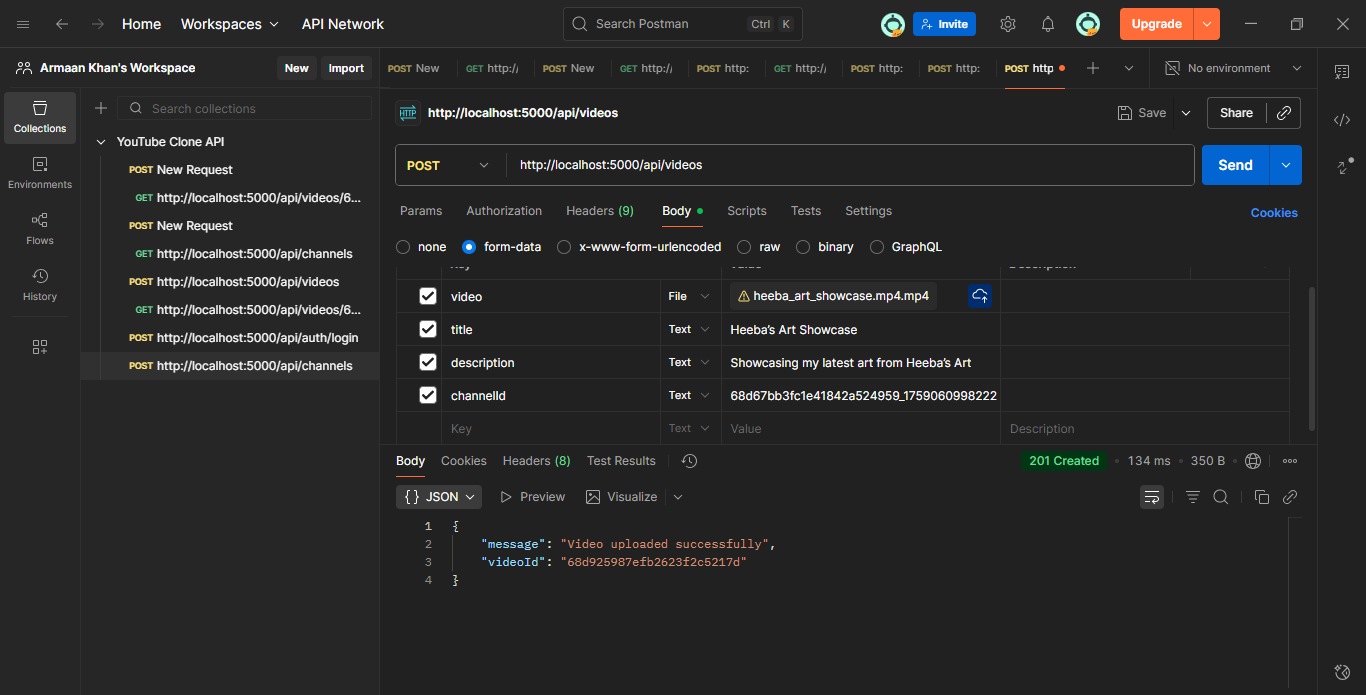 Home Workspaces API Network Search Postman Ctrl K Invite Upgrade
Armaan Khan's Workspace New Import POST New GET http:/ POST New GET http:/ POST http: GET http:/ POST http: POST http: POST http No environment
Collections
Environments
Flows
History
Search collections
YouTube Clone API
POST New Request
GET http://localhost:5000/api/videos/6...
POST New Request
GET http://localhost:5000/api/channels
POST http://localhost:5000/api/videos
GET http://localhost:5000/api/videos/6...
POST http://localhost:5000/api/auth/login
POST http://localhost:5000/api/channels
HTTP http://localhost:5000/api/videos Save Share
POST http://localhost:5000/api/videos Send
Params Authorization Headers (9) Body Scripts Tests Settings Cookies
none form-data x-www-form-urlencoded raw binary GraphQL
Key Value Description
video File heeba_art_showcase.mp4.mp4
title Text Heeba’s Art Showcase
description Text Showcasing my latest art from Heeba’s Art
channelId Text 68d67bb3fc1e41842a524959_1759060998222
Key Text Value Description
Body Cookies Headers (8) Test Results 201 Created 134 ms 350 B
{} JSON Preview Visualize
1 {
2 "message": "Video uploaded successfully",
3 "videoId": "68d925987efb2623f2c5217d"
4 }